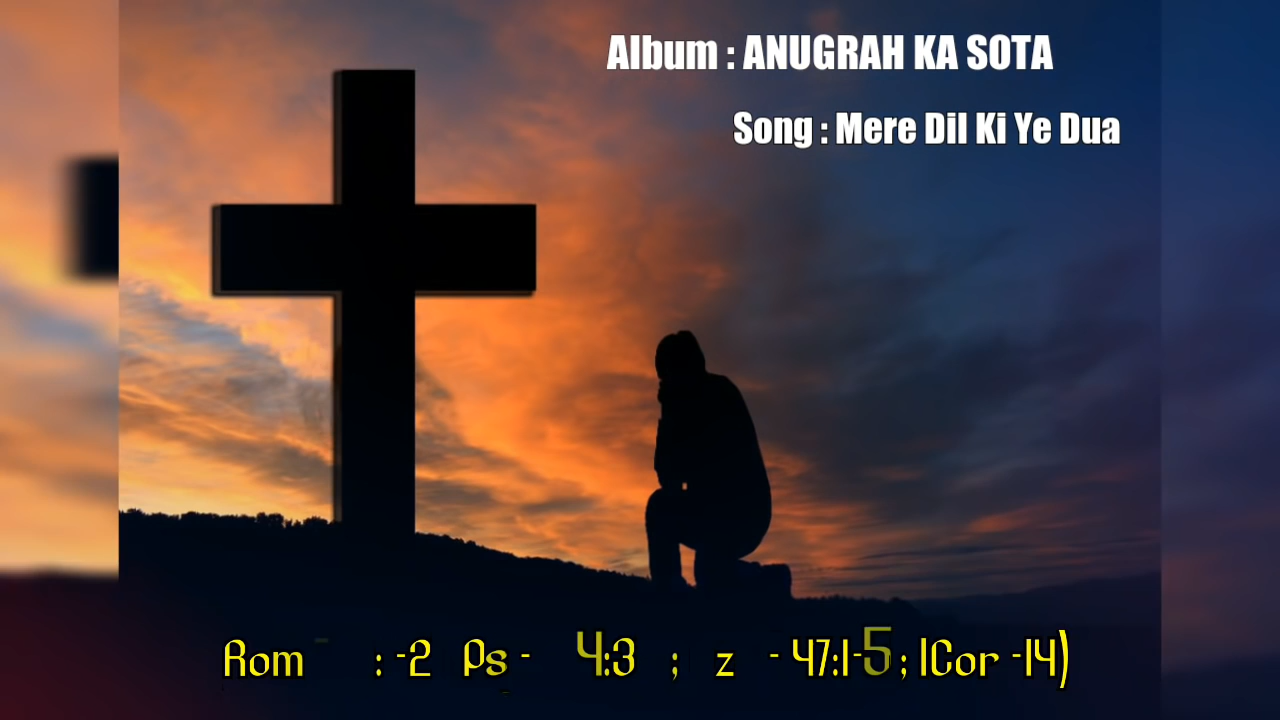 Album : ANUGRAH KA SOTA
Song : Mere Dil Ki Ye Dua
Rom : -2 Ps - 4:3 ; z - 47:1-5 ; 1Cor -14)